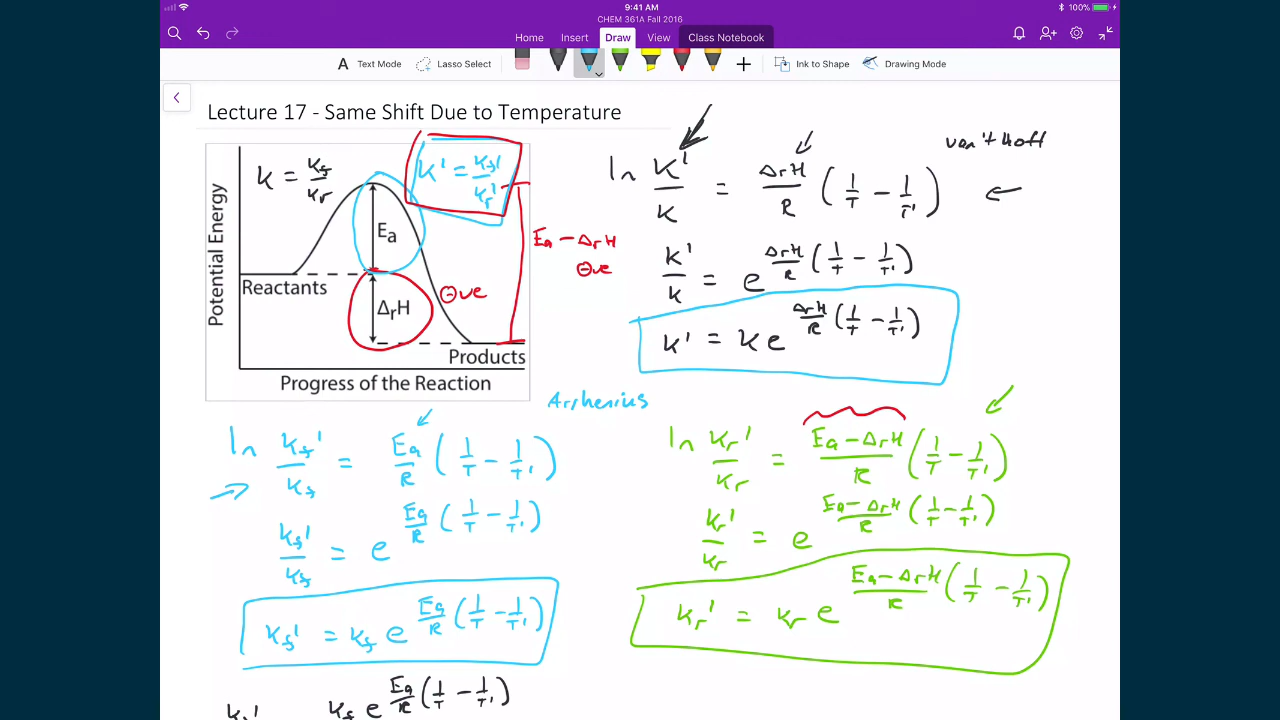 9:41 AM
100%
CHEM 361A Fall 2016
Home Insert Draw View Class Notebook
Text Mode Lasso Select Ink to Shape Drawing Mode
Lecture 17 - Same Shift Due to Temperature
van't Hoff
ln K'/K = ΔrH/R (1/T - 1/T')
K'/K = e^(ΔrH/R (1/T - 1/T'))
K' = K e^(ΔrH/R (1/T - 1/T'))
Potential Energy
K = kf/kr
K' = kf'/kr'
Ea
Ea - ΔrH
⊕ve
Reactants
ΔrH
⊖ve
Products
Progress of the Reaction
Arrhenius
ln kf'/kf = Ea/R (1/T - 1/T')
kf'/kf = e^(Ea/R (1/T - 1/T'))
kf' = kf e^(Ea/R (1/T - 1/T'))
ln kr'/kr = Ea - ΔrH/R (1/T - 1/T')
kr'/kr = e^(Ea - ΔrH/R (1/T - 1/T'))
kr' = kr e^(Ea - ΔrH/R (1/T - 1/T'))
kf e^(Ea/R (1/T - 1/T'))